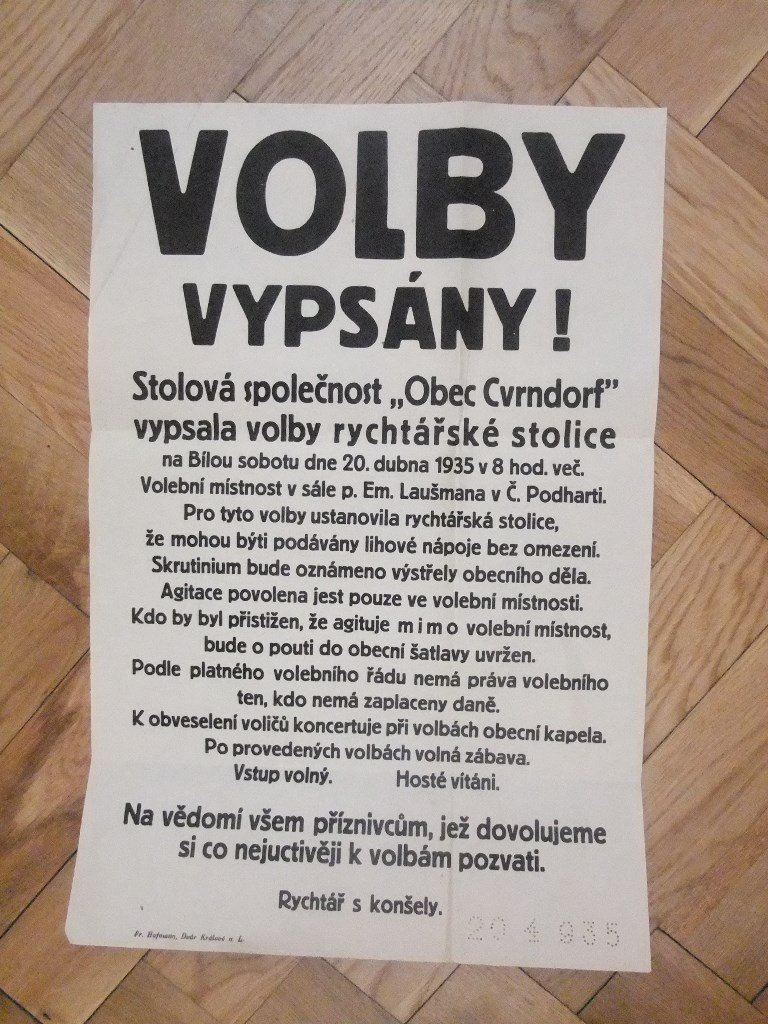 VOLBY
VYPSÁNY!
Stolová společnost „Obec Cvrndorf”
vypsala volby rychtářské stolice
na Bílou sobotu dne 20. dubna 1935 v 8 hod. več.
Volební místnost v sále p. Em. Laušmana v Č. Podharti.
Pro tyto volby ustanovila rychtářská stolice,
že mohou býti podávány lihové nápoje bez omezení.
Skrutinium bude oznámeno výstřely obecního děla.
Agitace povolena jest pouze ve volební místnosti.
Kdo by byl přistižen, že agituje mimo volební místnost,
bude o pouti do obecní šatlavy uvržen.
Podle platného volebního řádu nemá práva volebního
ten, kdo nemá zaplaceny daně.
K obveselení voličů koncertuje při volbách obecní kapela.
Po provedených volbách volná zábava.
Vstup volný. Hosté vítáni.
Na vědomí všem příznivcům, jež dovolujeme
si co nejuctivěji k volbám pozvati.
Rychtář s konšely.
Fr. Hofmann, Dvůr Králové n. L.
20 4 935